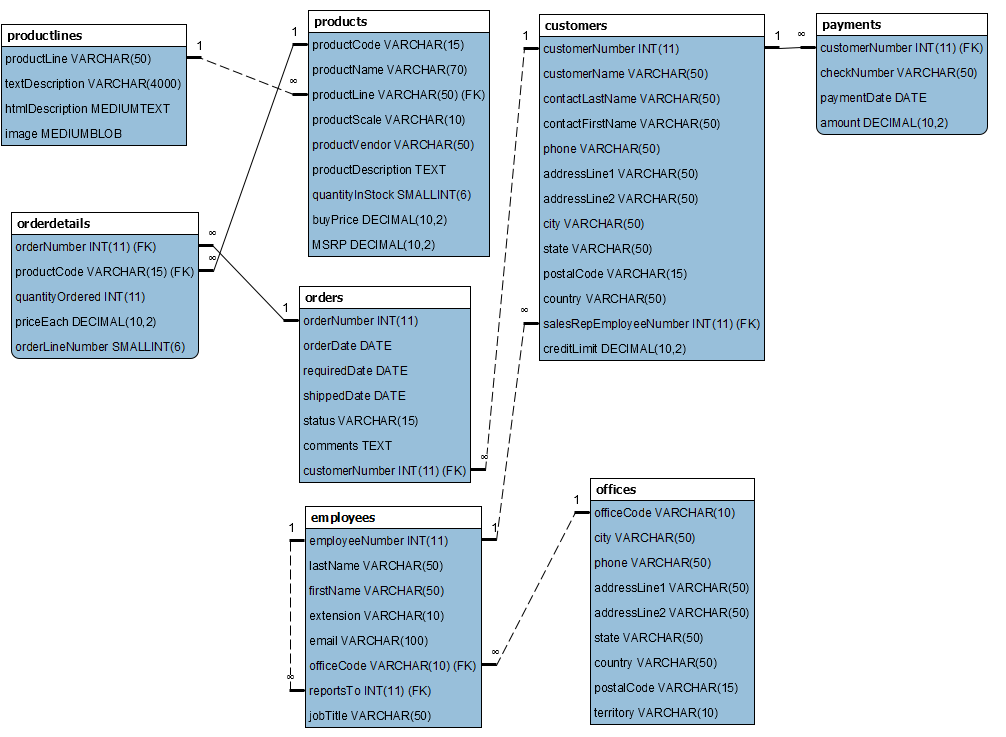 productlines
productLine VARCHAR(50)
textDescription VARCHAR(4000)
htmlDescription MEDIUMTEXT
image MEDIUMBLOB
1
∞
products
productCode VARCHAR(15)
productName VARCHAR(70)
productLine VARCHAR(50) (FK)
productScale VARCHAR(10)
productVendor VARCHAR(50)
productDescription TEXT
quantityInStock SMALLINT(6)
buyPrice DECIMAL(10,2)
MSRP DECIMAL(10,2)
1
∞
orderdetails
orderNumber INT(11) (FK)
productCode VARCHAR(15) (FK)
quantityOrdered INT(11)
priceEach DECIMAL(10,2)
orderLineNumber SMALLINT(6)
∞
1
orders
orderNumber INT(11)
orderDate DATE
requiredDate DATE
shippedDate DATE
status VARCHAR(15)
comments TEXT
customerNumber INT(11) (FK)
∞
1
customers
customerNumber INT(11)
customerName VARCHAR(50)
contactLastName VARCHAR(50)
contactFirstName VARCHAR(50)
phone VARCHAR(50)
addressLine1 VARCHAR(50)
addressLine2 VARCHAR(50)
city VARCHAR(50)
state VARCHAR(50)
postalCode VARCHAR(15)
country VARCHAR(50)
salesRepEmployeeNumber INT(11) (FK)
creditLimit DECIMAL(10,2)
∞
1
1
∞
payments
customerNumber INT(11) (FK)
checkNumber VARCHAR(50)
paymentDate DATE
amount DECIMAL(10,2)
employees
employeeNumber INT(11)
lastName VARCHAR(50)
firstName VARCHAR(50)
extension VARCHAR(10)
email VARCHAR(100)
officeCode VARCHAR(10) (FK)
reportsTo INT(11) (FK)
jobTitle VARCHAR(50)
1
∞
∞
1
offices
officeCode VARCHAR(10)
city VARCHAR(50)
phone VARCHAR(50)
addressLine1 VARCHAR(50)
addressLine2 VARCHAR(50)
state VARCHAR(50)
country VARCHAR(50)
postalCode VARCHAR(15)
territory VARCHAR(10)